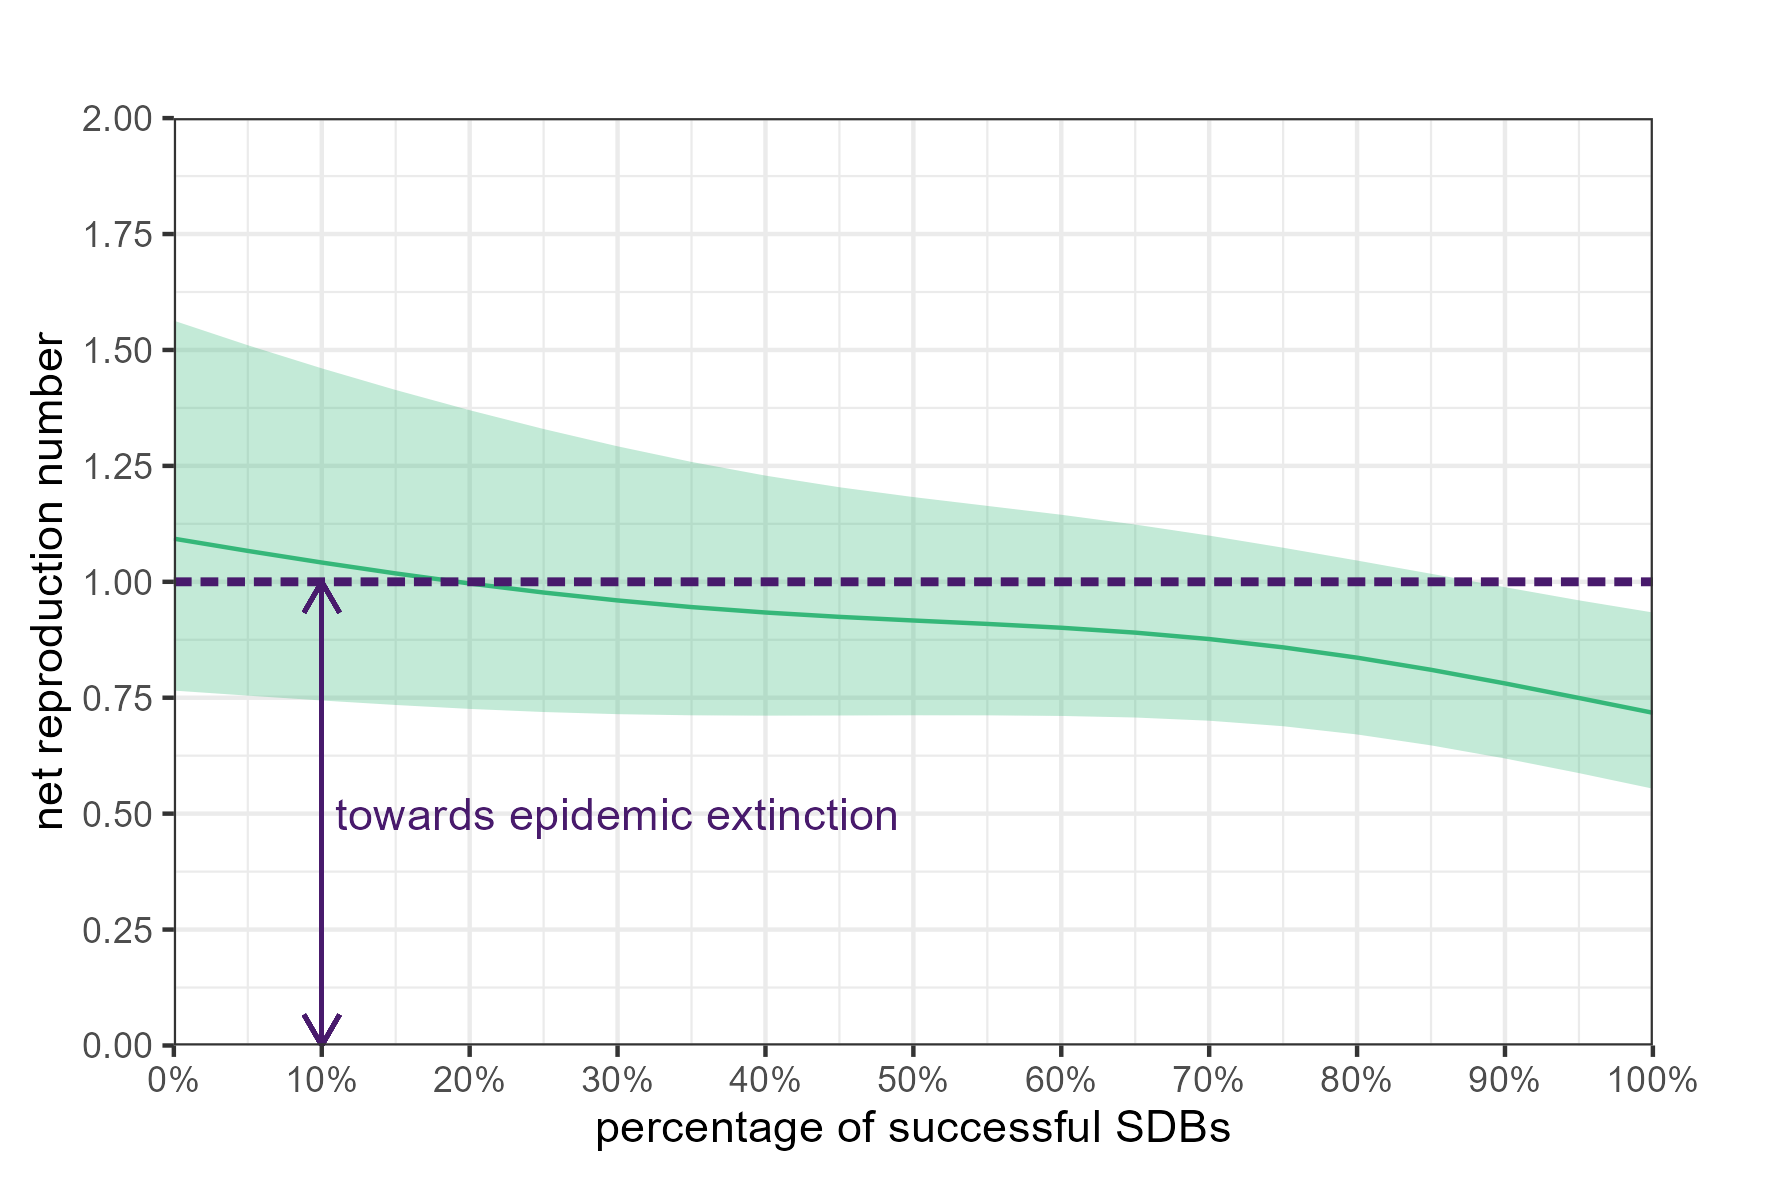 2.00
1.75
1.50
1.25
1.00
0.75
0.50
0.25
0.00
net reproduction number
towards epidemic extinction
0% 10% 20% 30% 40% 50% 60% 70% 80% 90% 100%
percentage of successful SDBs